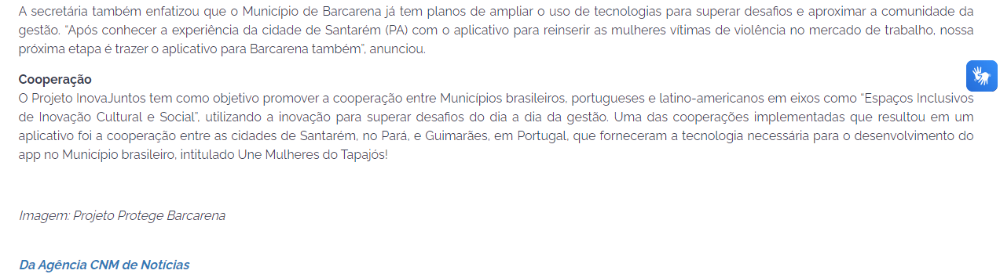 A secretária também enfatizou que o Município de Barcarena já tem planos de ampliar o uso de tecnologias para superar desafios e aproximar a comunidade da
gestão. “Após conhecer a experiência da cidade de Santarém (PA) com o aplicativo para reinserir as mulheres vítimas de violência no mercado de trabalho, nossa
próxima etapa é trazer o aplicativo para Barcarena também”, anunciou.
Cooperação
O Projeto InovaJuntos tem como objetivo promover a cooperação entre Municípios brasileiros, portugueses e latino-americanos em eixos como “Espaços Inclusivos
de Inovação Cultural e Social”, utilizando a inovação para superar desafios do dia a dia da gestão. Uma das cooperações implementadas que resultou em um
aplicativo foi a cooperação entre as cidades de Santarém, no Pará, e Guimarães, em Portugal, que forneceram a tecnologia necessária para o desenvolvimento do
app no Município brasileiro, intitulado Une Mulheres do Tapajós!
Imagem: Projeto Protege Barcarena
Da Agência CNM de Notícias